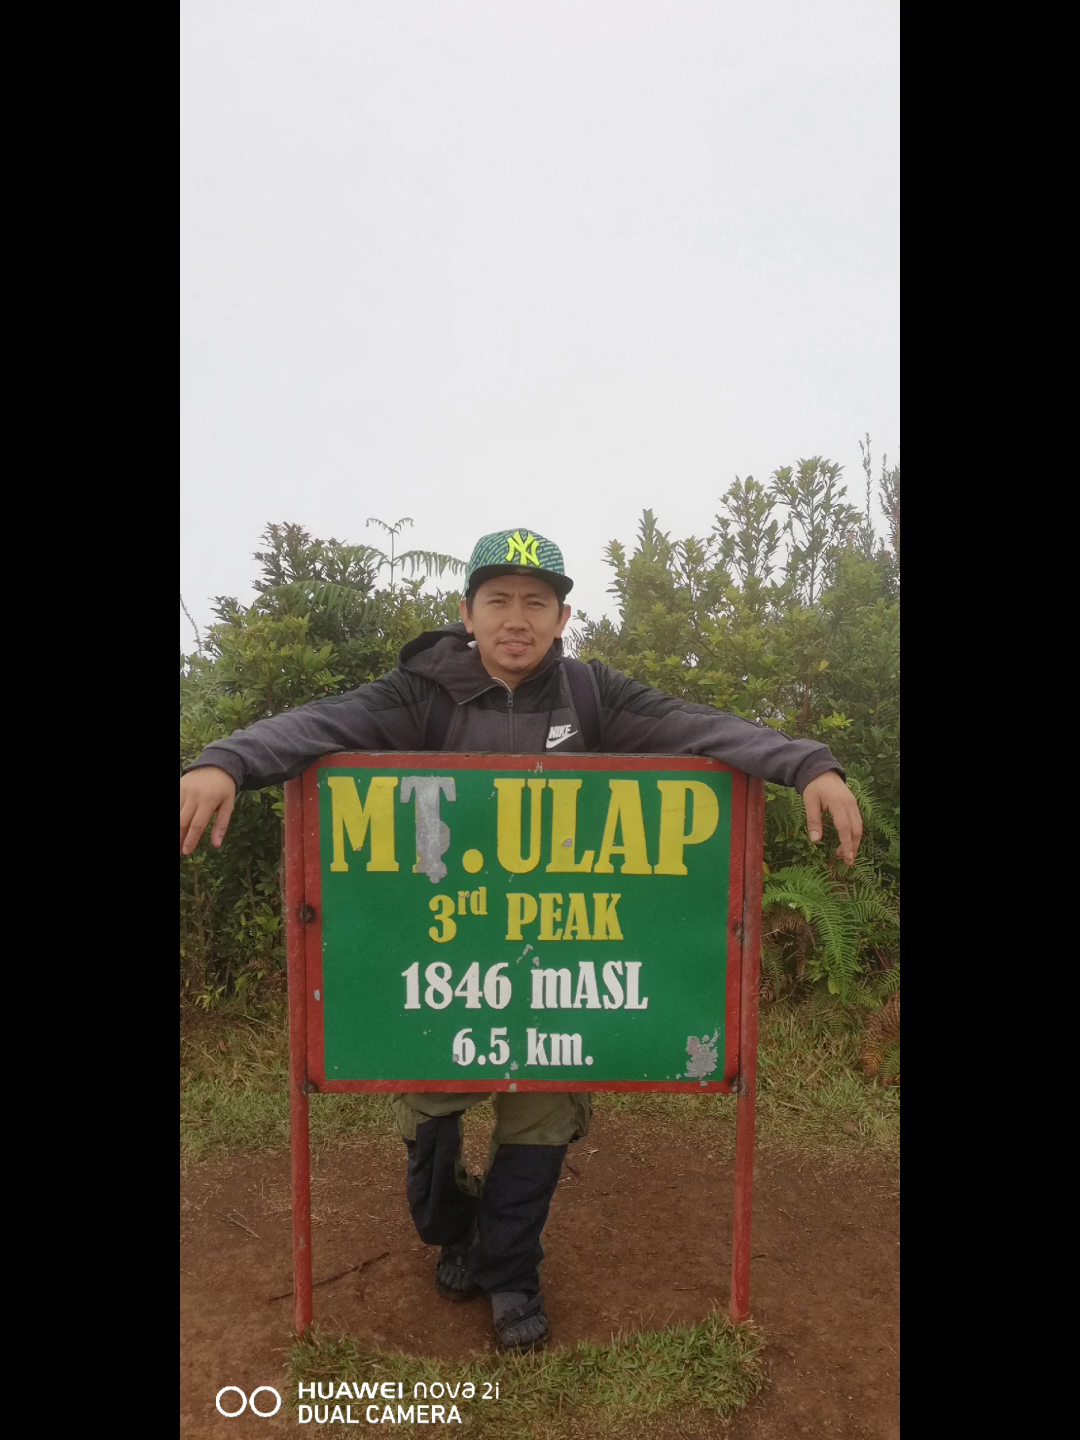 NY
NIKE
MT. ULAP
3rd PEAK
1846 mASL
6.5 km.
HUAWEI nova 2i
DUAL CAMERA